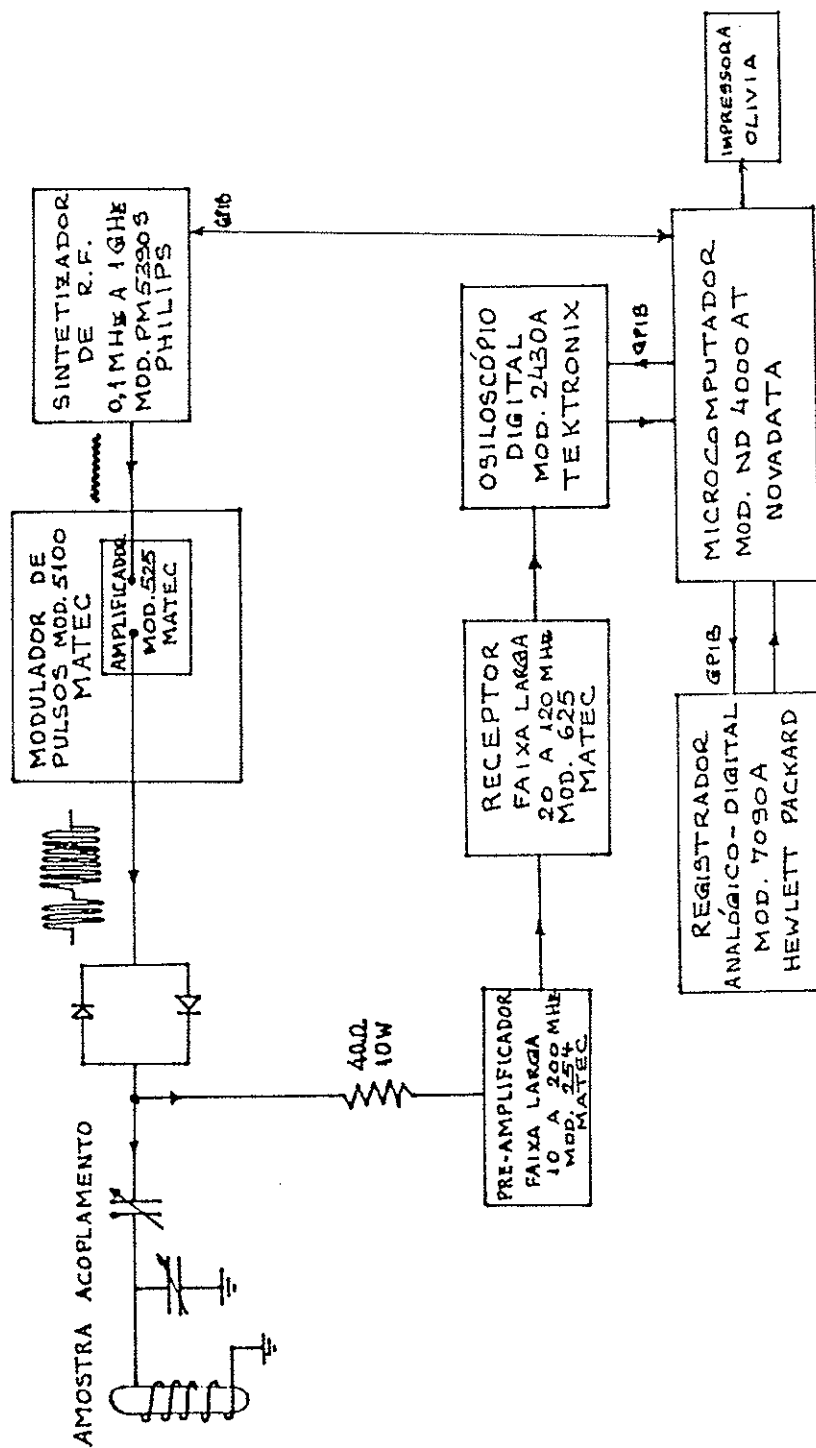 AMOSTRA ACOPLAMENTO
MODULADOR DE
PULSOS MOD. 5100
MATEC
AMPLIFICADOR
MOD. 525
MATEC
SINTETIZADOR
DE R.F.
0,1 MHz A 1 GHz
MOD. PM 5390 S
PHILIPS
GPIB
40Ω
10W
PRE-AMPLIFICADOR
FAIXA LARGA
10 A 200 MHz
MOD. 254
MATEC
RECEPTOR
FAIXA LARGA
20 A 120 MHz
MOD. 625
MATEC
OSILOSCÓPIO
DIGITAL
MOD. 2430A
TEKTRONIX
GPIB
REGISTRADOR
ANALÓGICO-DIGITAL
MOD. 7090A
HEWLETT PACKARD
GPIB
MICROCOMPUTADOR
MOD. ND 4000 AT
NOVADATA
IMPRESSORA
OLIVIA